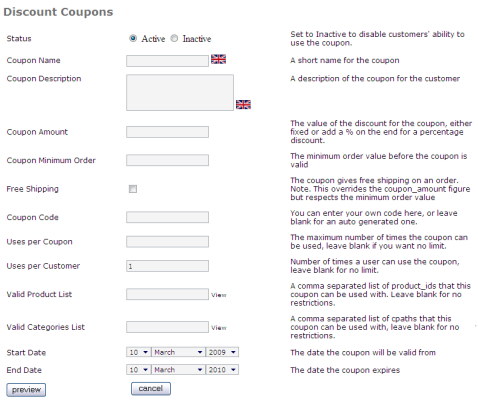 Discount Coupons
Status Active Inactive Set to Inactive to disable customers' ability to
use the coupon.
Coupon Name A short name for the coupon
Coupon Description A description of the coupon for the customer
The value of the discount for the coupon, either
Coupon Amount fixed or add a % on the end for a percentage
discount.
Coupon Minimum Order The minimum order value before the coupon is
valid
The coupon gives free shipping on an order.
Free Shipping Note. This overrides the coupon_amount figure
but respects the minimum order value
Coupon Code You can enter your own code here, or leave
blank for an auto generated one.
Uses per Coupon The maximum number of times the coupon can
be used, leave blank if you want no limit.
Uses per Customer 1 Number of times a user can use the coupon,
leave blank for no limit.
A comma separated list of product_ids that this
Valid Product List View coupon can be used with. Leave blank for no
restrictions.
A comma separated list of cpaths that this
Valid Categories List View coupon can be used with, leave blank for no
restrictions.
Start Date 10 March 2009 The date the coupon will be valid from
End Date 10 March 2010 The date the coupon expires
preview cancel